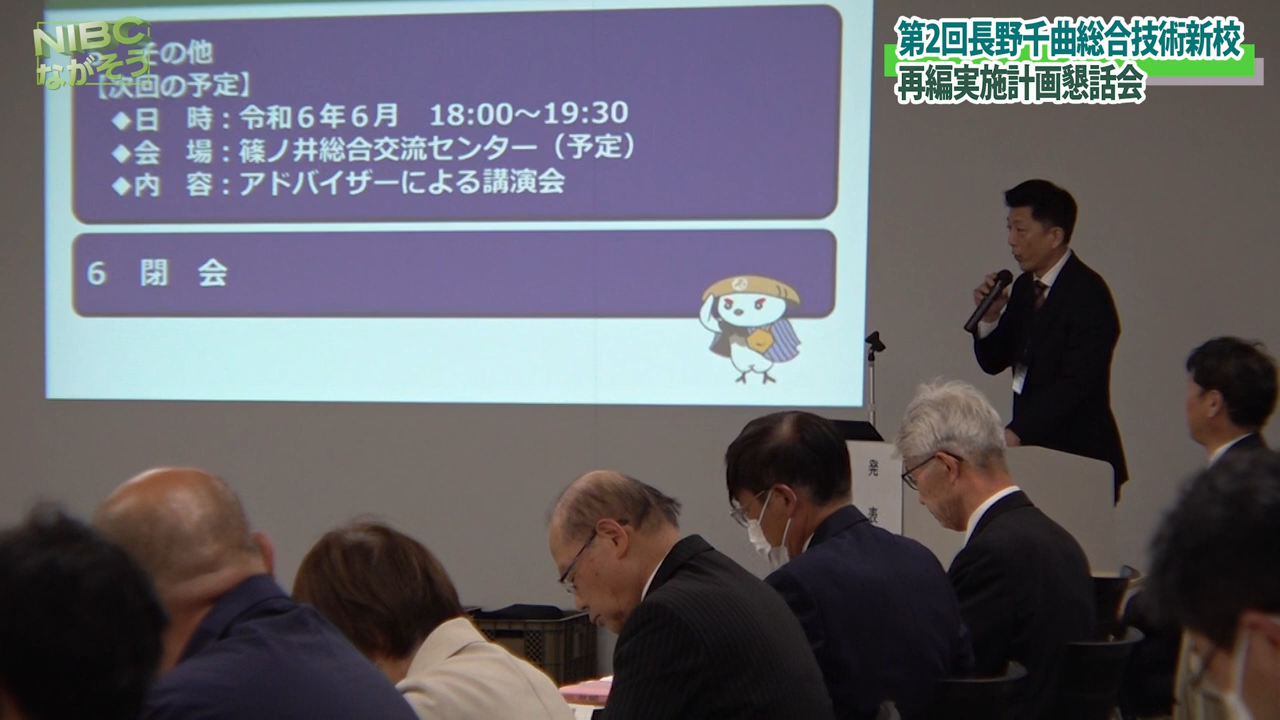 NIBC
ながそう
第2回長野千曲総合技術新校
再編実施計画懇話会
その他
【次回の予定】
◆日　時：令和６年６月　18:00～19:30
◆会　場：篠ノ井総合交流センター（予定）
◆内　容：アドバイザーによる講演会
6　閉　会
発
表